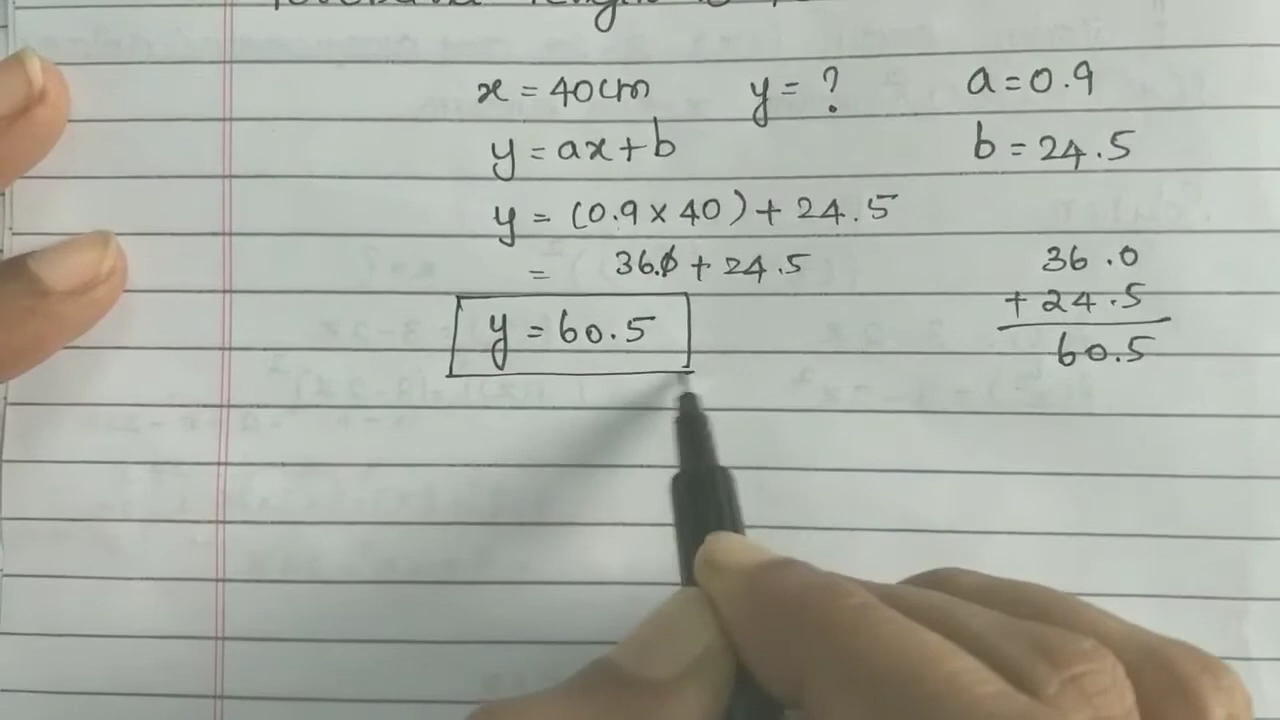 length
x = 40cm y = ? a = 0.9
y = ax + b b = 24.5
y = (0.9 × 40) + 24.5
= 36.0 + 24.5
y = 60.5
36.0
+ 24.5
60.5